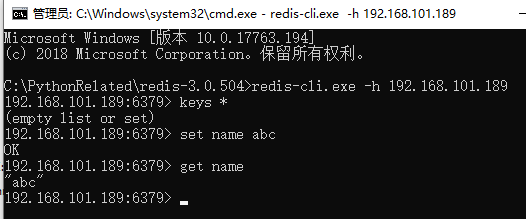 管理员: C:\Windows\system32\cmd.exe - redis-cli.exe  -h 192.168.101.189
Microsoft Windows [版本 10.0.17763.194]
(c) 2018 Microsoft Corporation。保留所有权利。
C:\PythonRelated\redis-3.0.504>redis-cli.exe -h 192.168.101.189
192.168.101.189:6379> keys *
(empty list or set)
192.168.101.189:6379> set name abc
OK
192.168.101.189:6379> get name
"abc"
192.168.101.189:6379>